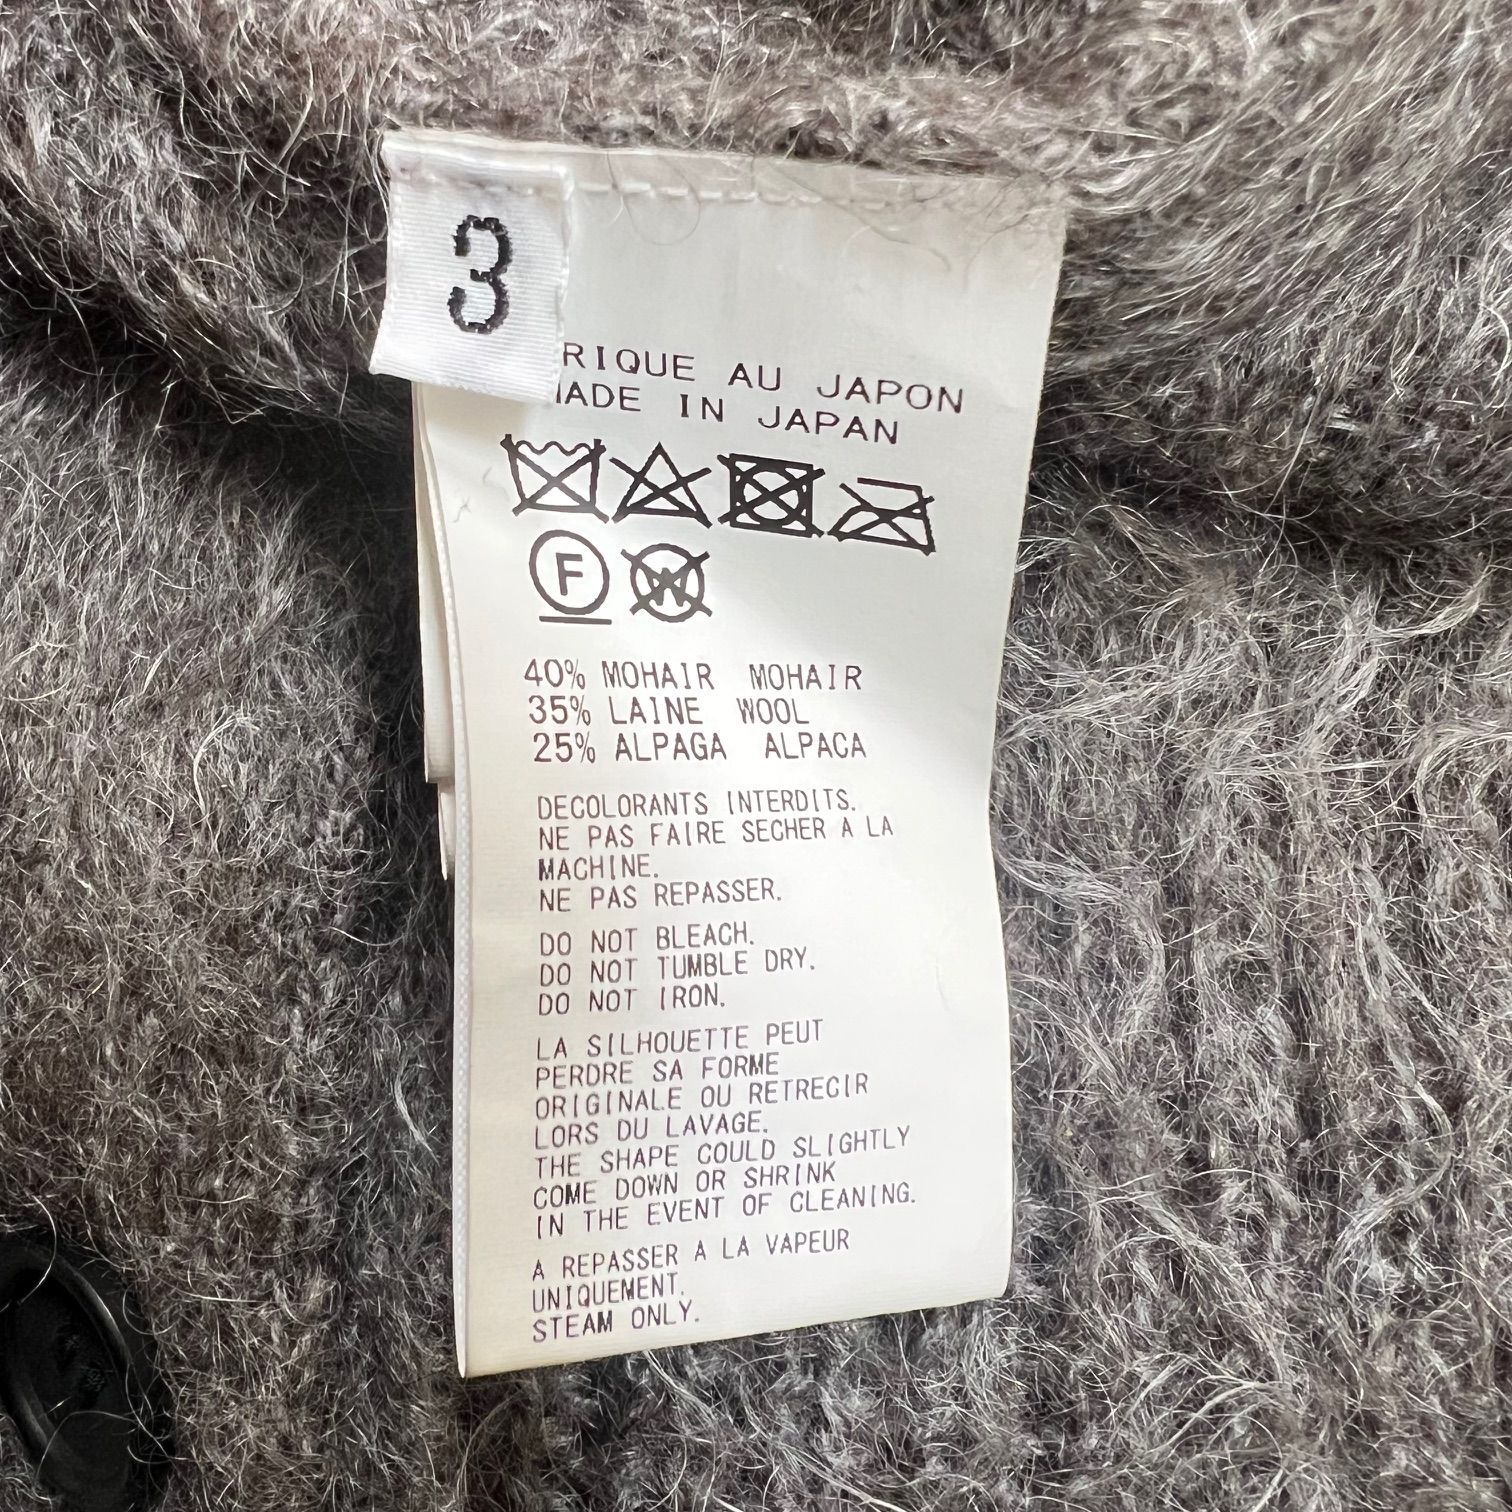 3
RIQUE AU JAPON
MADE IN JAPAN
F W
40% MOHAIR MOHAIR
35% LAINE WOOL
25% ALPAGA ALPACA
DECOLORANTS INTERDITS.
NE PAS FAIRE SECHER A LA
MACHINE.
NE PAS REPASSER.
DO NOT BLEACH.
DO NOT TUMBLE DRY.
DO NOT IRON.
LA SILHOUETTE PEUT
PERDRE SA FORME
ORIGINALE OU RETRECIR
LORS DU LAVAGE.
THE SHAPE COULD SLIGHTLY
COME DOWN OR SHRINK
IN THE EVENT OF CLEANING.
A REPASSER A LA VAPEUR
UNIQUEMENT.
STEAM ONLY.